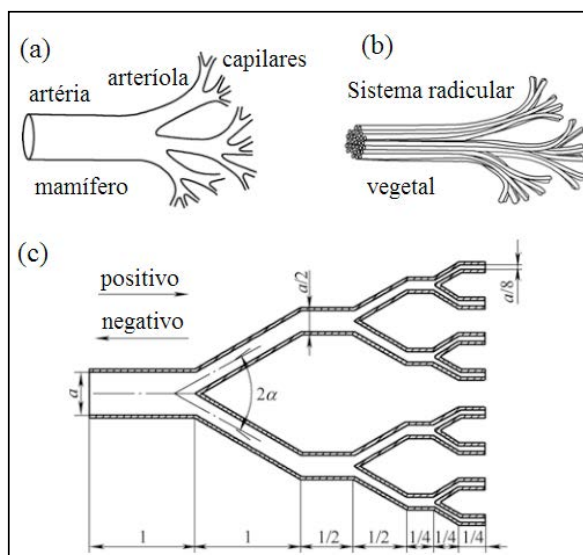 (a)
artéria
arteríola
capilares
mamífero
(b)
Sistema radicular
vegetal
(c)
positivo
negativo
a
2α
a/2
a/8
1
1
1/2
1/2
1/4
1/4
1/4